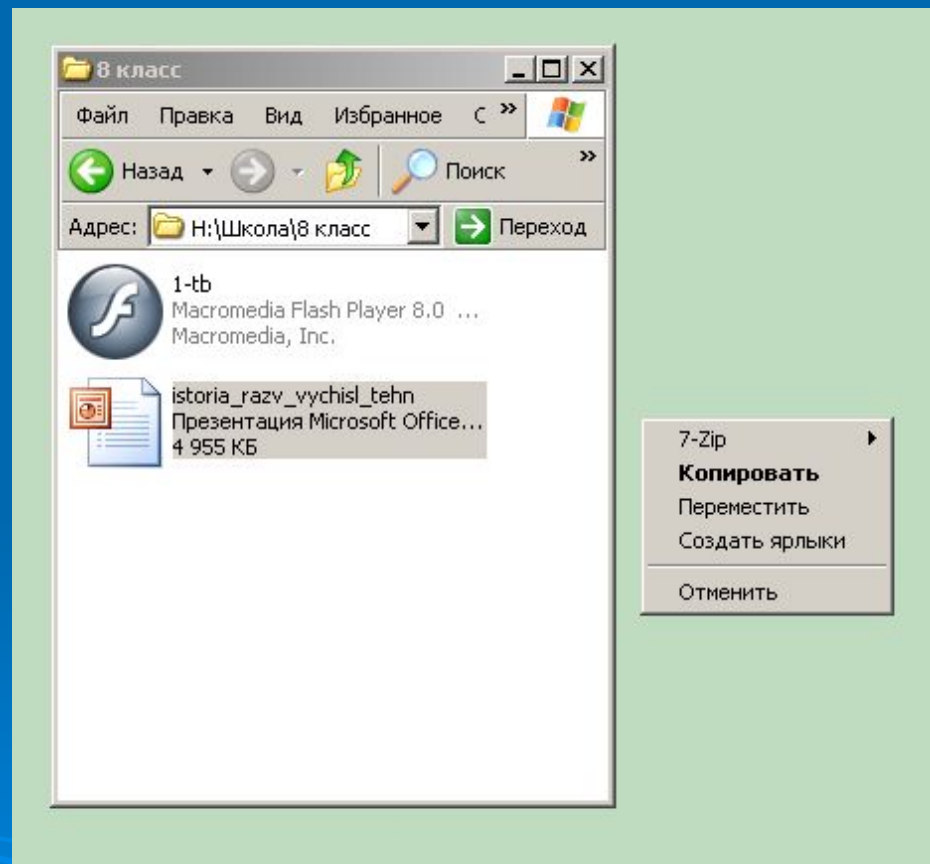 8 класс
Файл Правка Вид Избранное С »
Назад Поиск »
Адрес: H:\Школа\8 класс Переход
1-tb
Macromedia Flash Player 8.0 ...
Macromedia, Inc.
istoria_razv_vychisl_tehn
Презентация Microsoft Office...
4 955 КБ
7-Zip
Копировать
Переместить
Создать ярлыки
Отменить